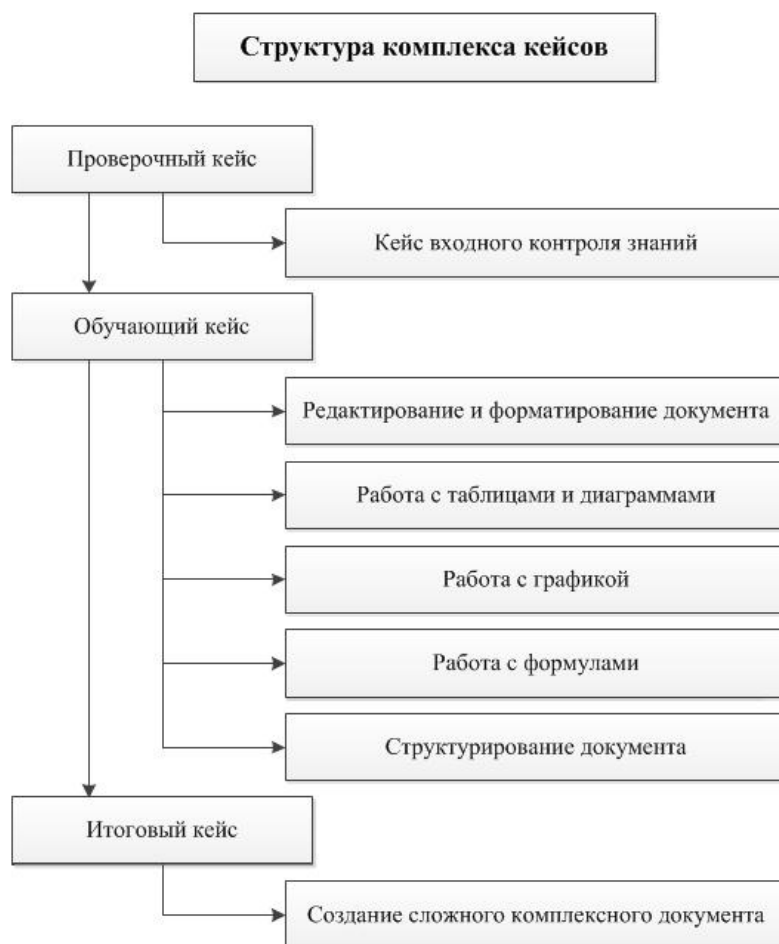 Структура комплекса кейсов
Проверочный кейс
Кейс входного контроля знаний
Обучающий кейс
Редактирование и форматирование документа
Работа с таблицами и диаграммами
Работа с графикой
Работа с формулами
Структурирование документа
Итоговый кейс
Создание сложного комплексного документа